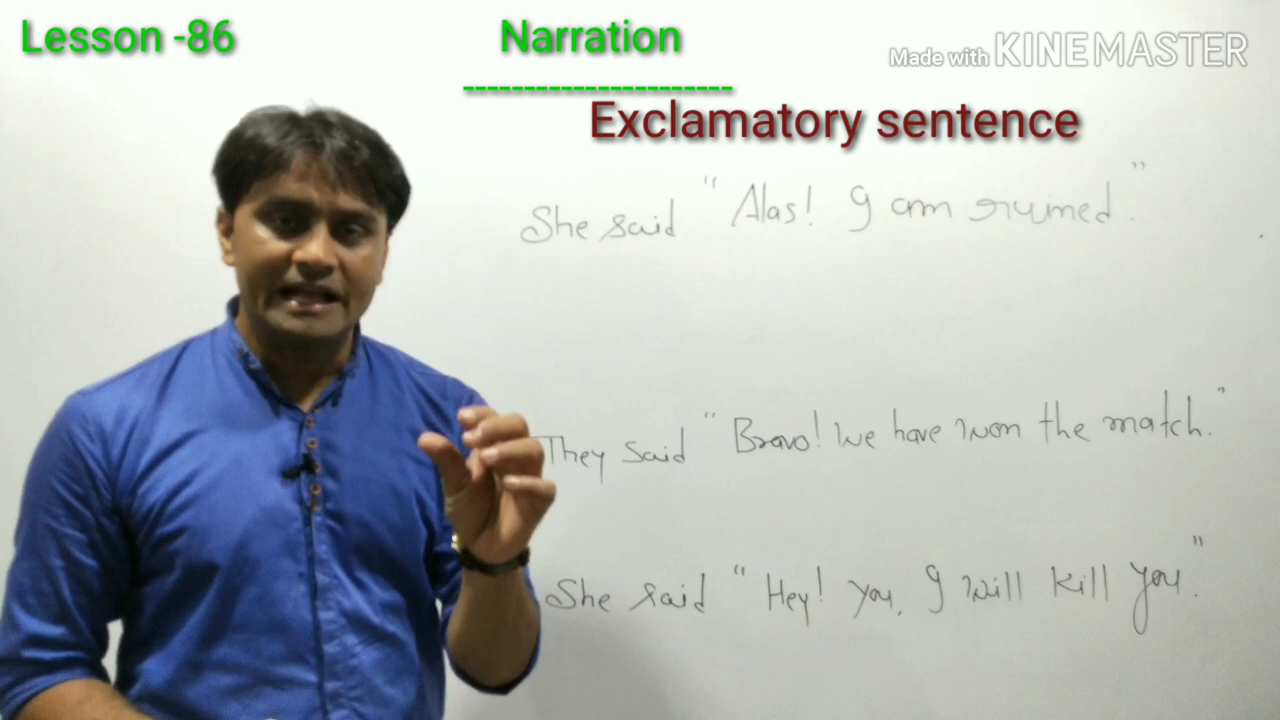 Lesson -86
Narration
Made with KINEMASTER
-----------------------
Exclamatory sentence
She said " Alas! I am ruined."
They said " Bravo! We have won the match."
She said " Hey! You, I will kill you."